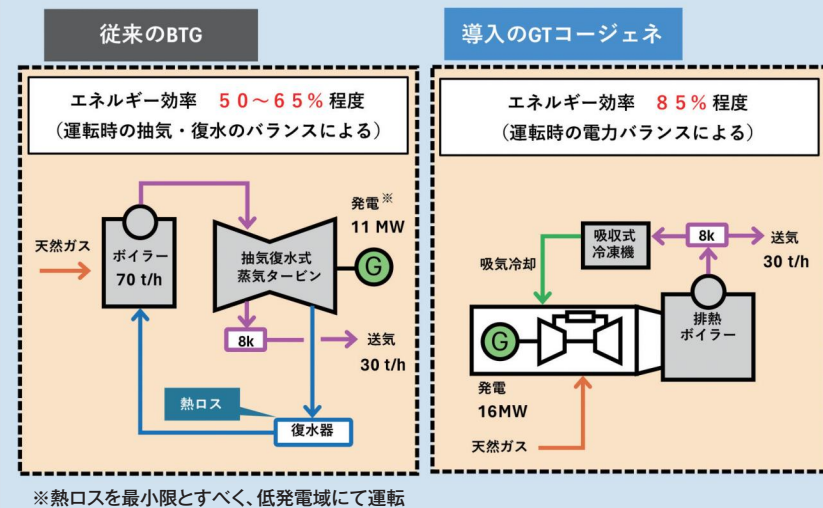 従来のBTG
エネルギー効率 50～65% 程度
(運転時の抽気・復水のバランスによる)
天然ガス
ボイラー
70 t/h
抽気復水式
蒸気タービン
発電※
11 MW
G
8k
送気
30 t/h
熱ロス
復水器
※熱ロスを最小限とすべく、低発電域にて運転
導入のGTコージェネ
エネルギー効率 85% 程度
(運転時の電力バランスによる)
吸収式
冷凍機
8k
送気
30 t/h
吸気冷却
G
排熱
ボイラー
発電
16MW
天然ガス